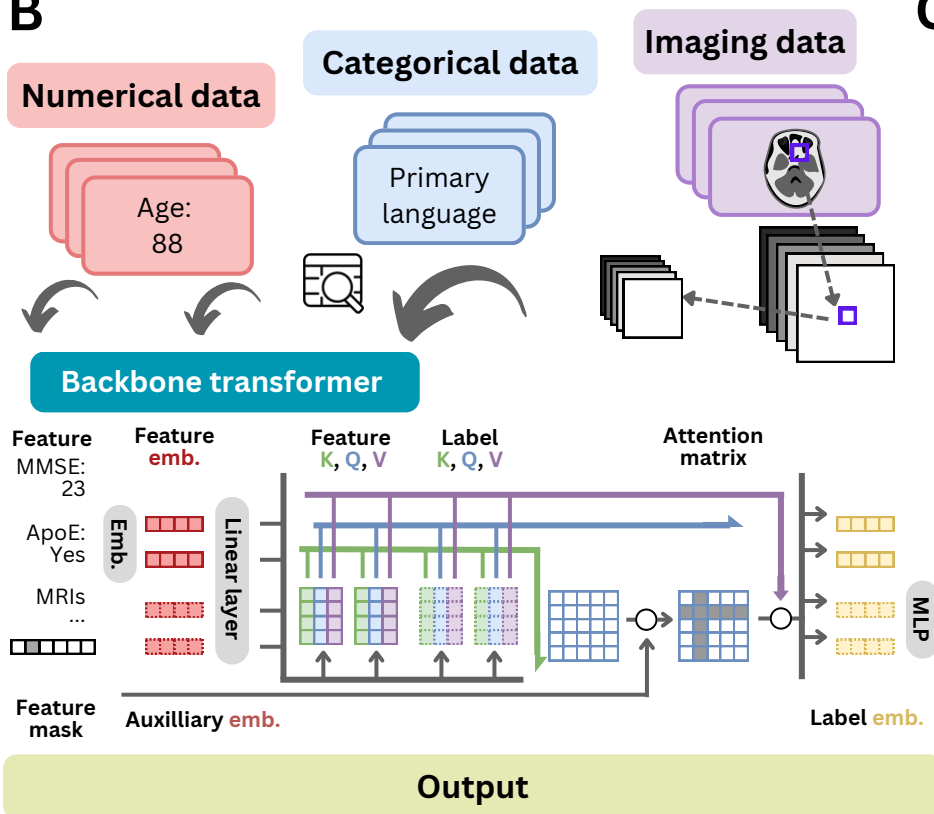 B
Numerical data
Categorical data
Imaging data
Age:
88
Primary
language
Backbone transformer
Feature
MMSE:
23
ApoE:
Yes
MRIs
...
Feature
mask
Emb.
Feature
emb.
Linear layer
Feature
K, Q, V
Label
K, Q, V
Attention
matrix
MLP
Auxilliary emb.
Label emb.
Output